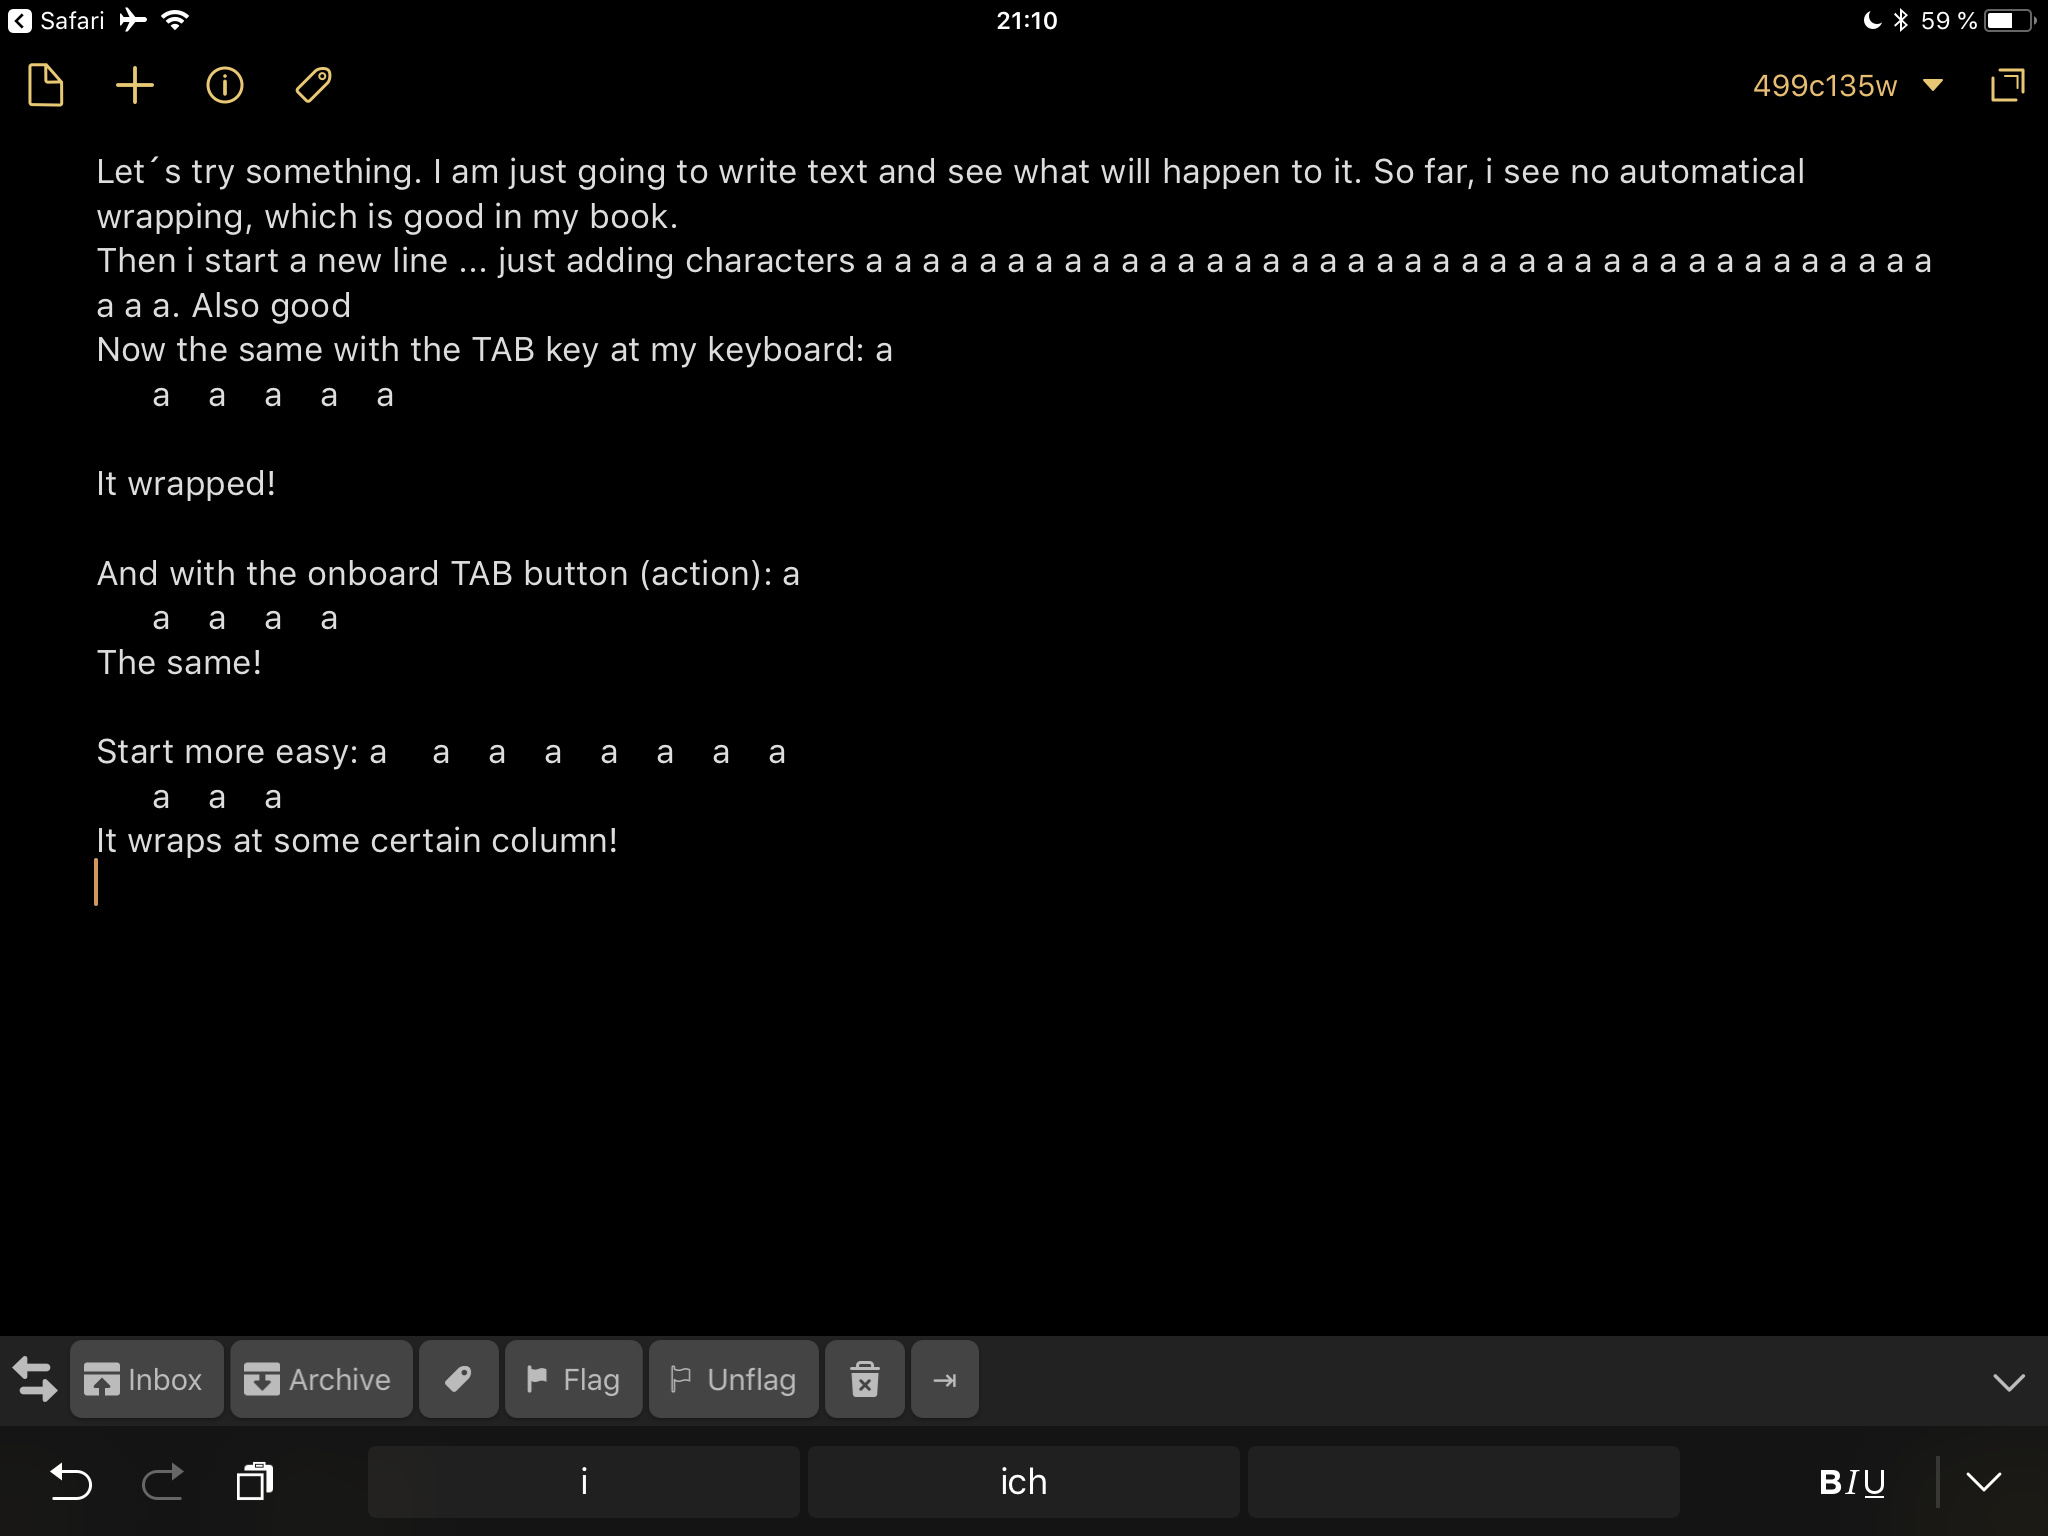 Safari 21:10 59 %
499c135w
Let´s try something. I am just going to write text and see what will happen to it. So far, i see no automatical
wrapping, which is good in my book.
Then i start a new line ... just adding characters a a a a a a a a a a a a a a a a a a a a a a a a a a a a a a a a a a a a a a
a a a. Also good
Now the same with the TAB key at my keyboard: a
a a a a a
It wrapped!
And with the onboard TAB button (action): a
a a a a
The same!
Start more easy: a a a a a a a a
a a a
It wraps at some certain column!
Inbox Archive Flag Unflag
i ich BIU